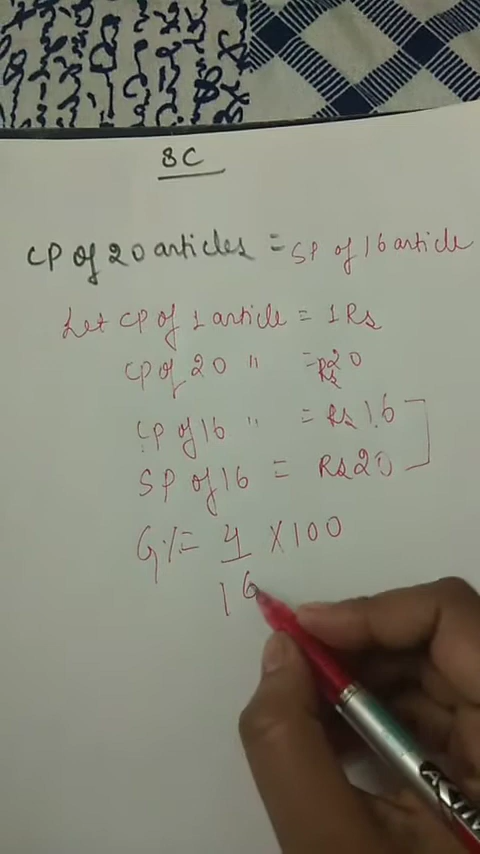 8C
CP of 20 articles = SP of 16 article
Let CP of 1 article = 1 Rs
CP of 20 " = Rs 20
CP of 16 " = Rs 16
SP of 16 = Rs 20
G% = 4/16 X 100